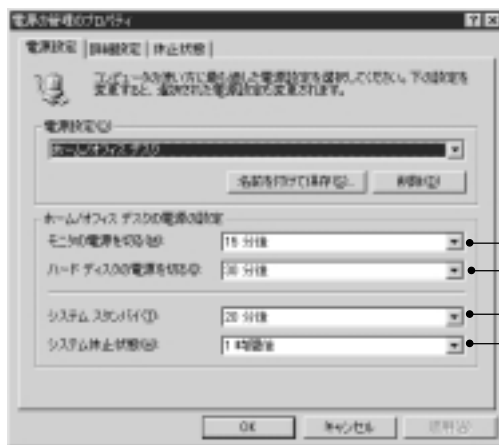 電源の管理のプロパティ
電源設定 詳細設定 休止状態
コンピュータの使い方に最も適した電源設定を選択してください。下の設定を
変更すると、選択された電源設定も変更されます。
電源設定(C)
ホーム/オフィス デスク
名前を付けて保存(S)... 削除(D)
ホーム/オフィス デスクの電源の設定
モニタの電源を切る(M): 15 分後
ハード ディスクの電源を切る(I): 30 分後
システム スタンバイ(T): 20 分後
システム休止状態(H): 1 時間後
OK キャンセル 適用(A)